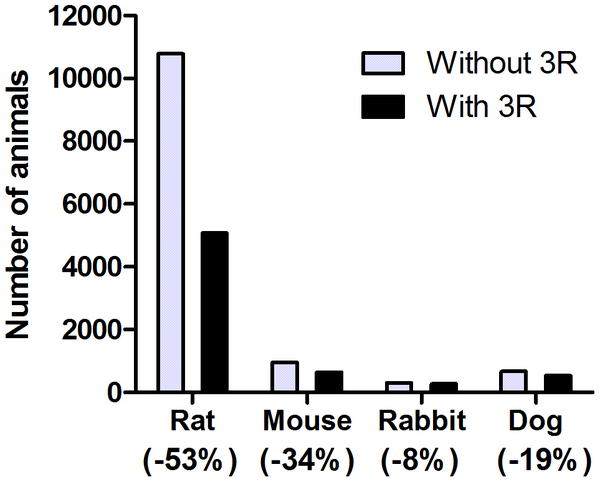 12000
10000
8000
6000
4000
2000
0
Number of animals
Without 3R
With 3R
Rat Mouse Rabbit Dog
(-53%) (-34%) (-8%) (-19%)